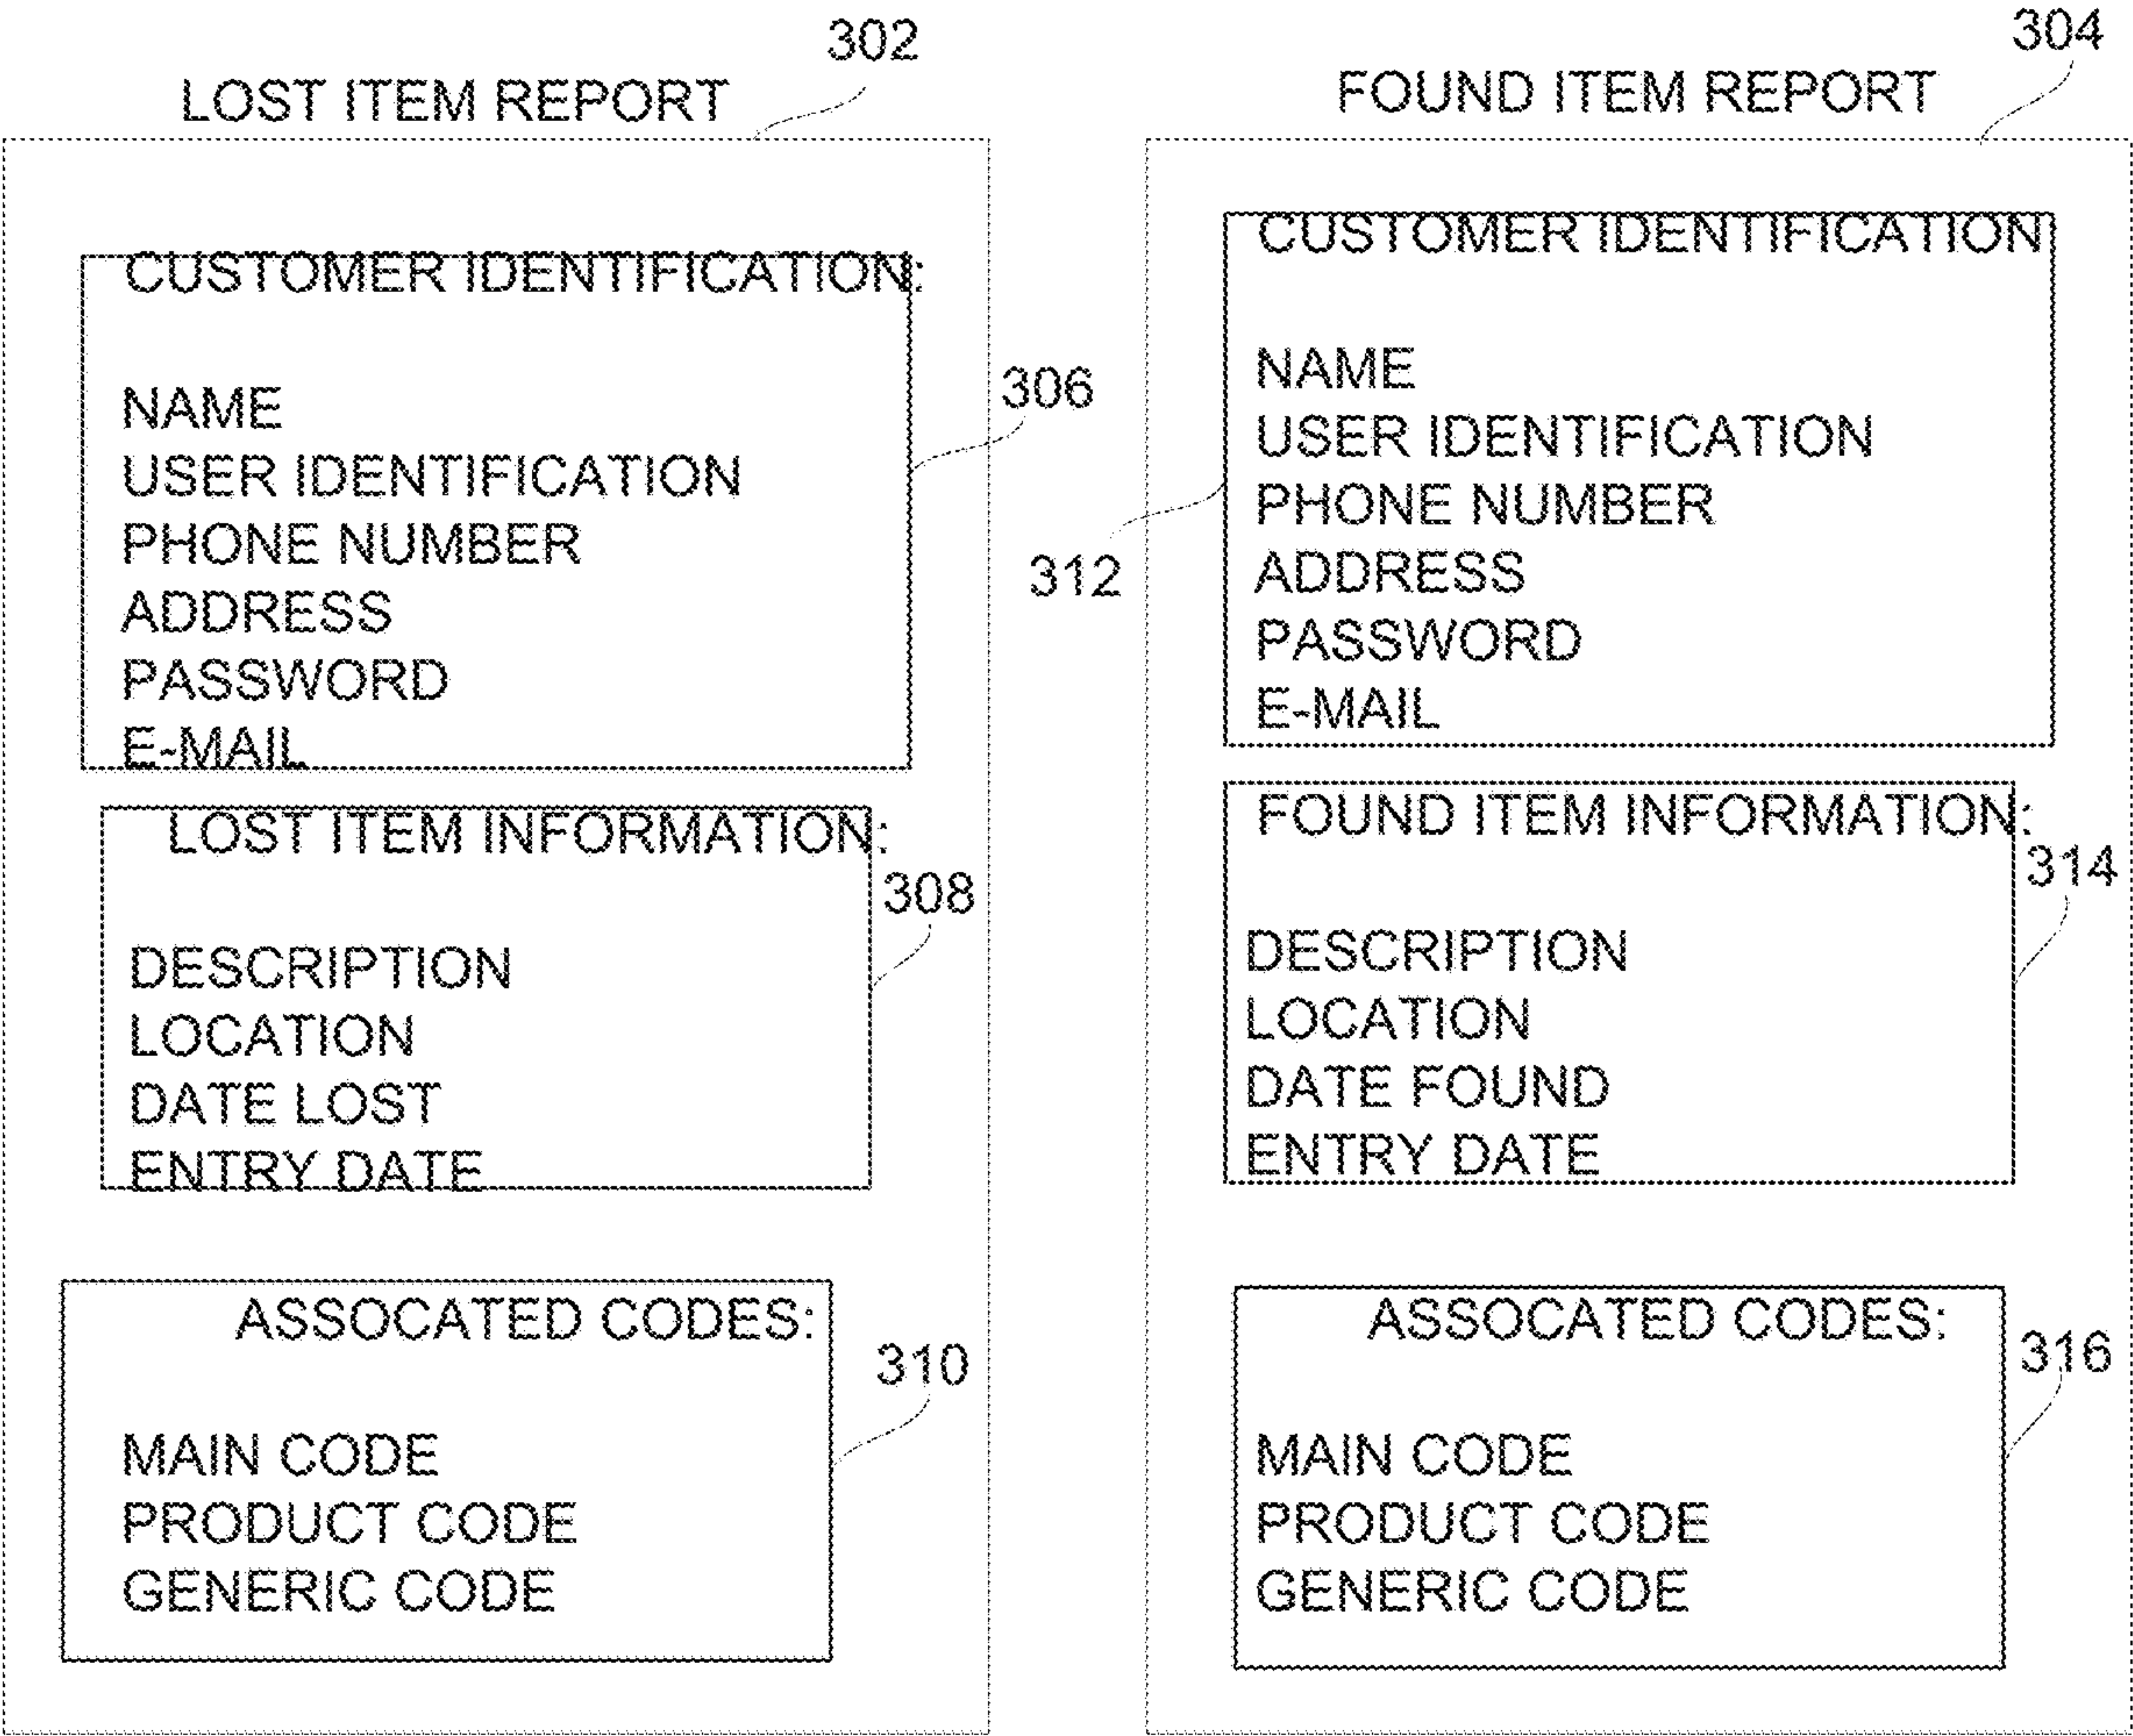 302
LOST ITEM REPORT
CUSTOMER IDENTIFICATION:
NAME
USER IDENTIFICATION
PHONE NUMBER
ADDRESS
PASSWORD
E-MAIL
306
LOST ITEM INFORMATION:
308
DESCRIPTION
LOCATION
DATE LOST
ENTRY DATE
ASSOCATED CODES:
310
MAIN CODE
PRODUCT CODE
GENERIC CODE
304
FOUND ITEM REPORT
CUSTOMER IDENTIFICATION
NAME
USER IDENTIFICATION
PHONE NUMBER
312
ADDRESS
PASSWORD
E-MAIL
FOUND ITEM INFORMATION:
314
DESCRIPTION
LOCATION
DATE FOUND
ENTRY DATE
ASSOCATED CODES:
316
MAIN CODE
PRODUCT CODE
GENERIC CODE